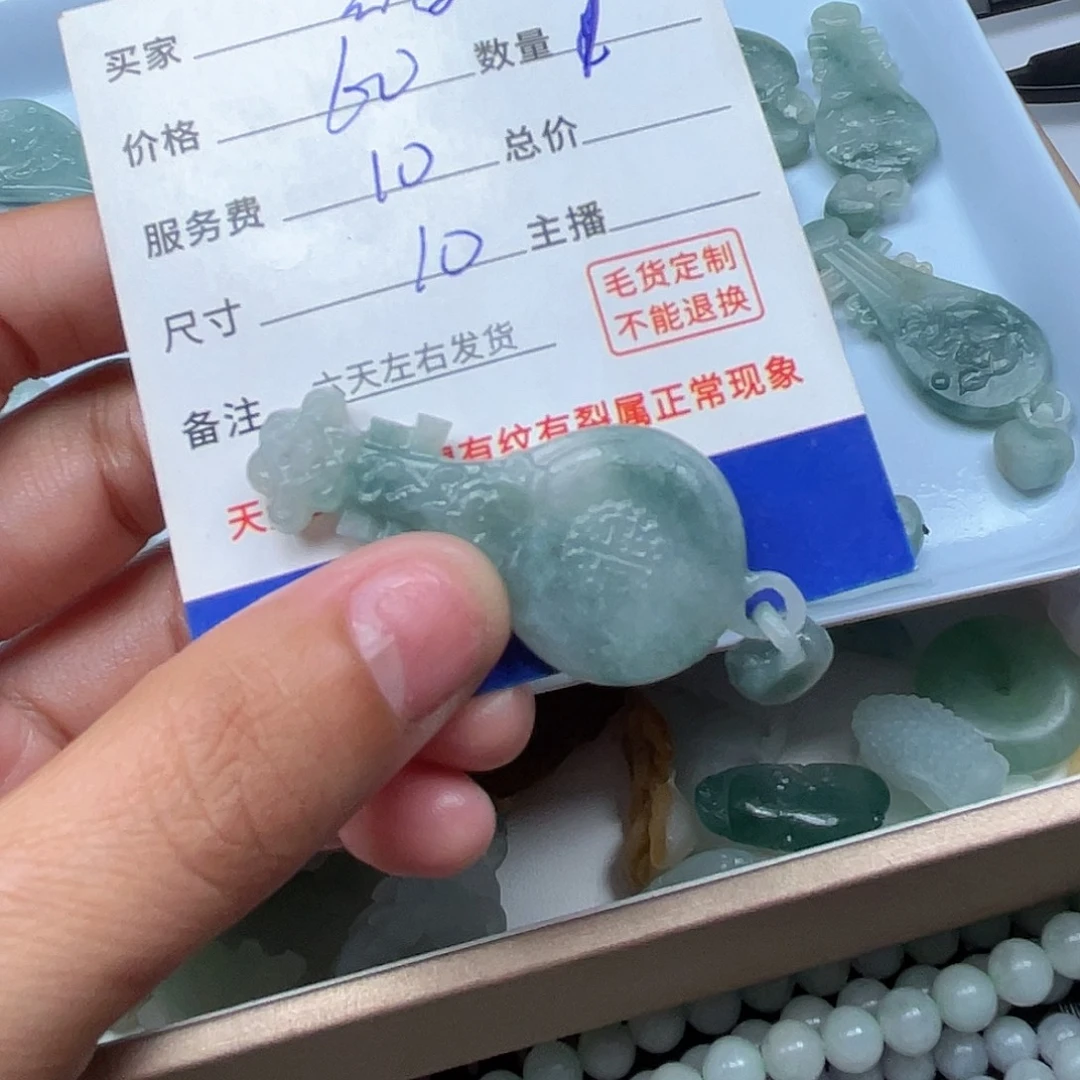 买家
价格 60 数量
服务费 10 总价
尺寸 10 主播
备注 六天左右发货
毛货定制
不能退换
有纹有裂属正常现象
天